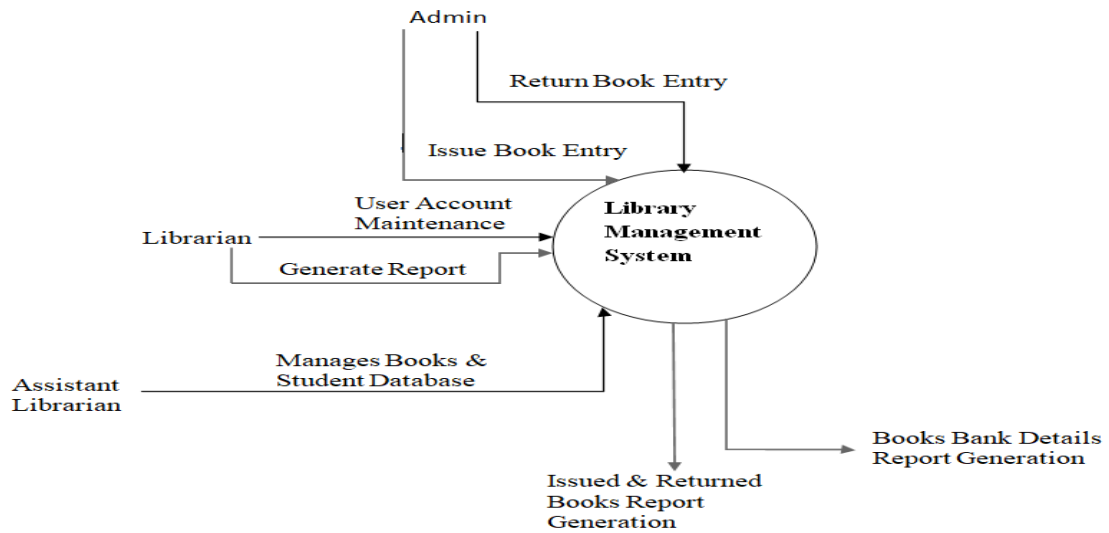 Admin
Return Book Entry
Issue Book Entry
User Account
Maintenance
Librarian
Generate Report
Library
Management
System
Manages Books &
Student Database
Assistant
Librarian
Books Bank Details
Report Generation
Issued & Returned
Books Report
Generation